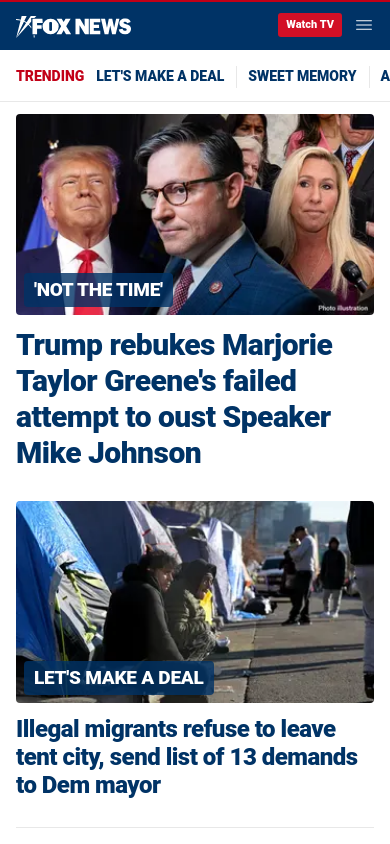 FOX NEWS
Watch TV
TRENDING LET'S MAKE A DEAL SWEET MEMORY A
'NOT THE TIME'
Photo Illustration
Trump rebukes Marjorie
Taylor Greene's failed
attempt to oust Speaker
Mike Johnson
LET'S MAKE A DEAL
Illegal migrants refuse to leave
tent city, send list of 13 demands
to Dem mayor